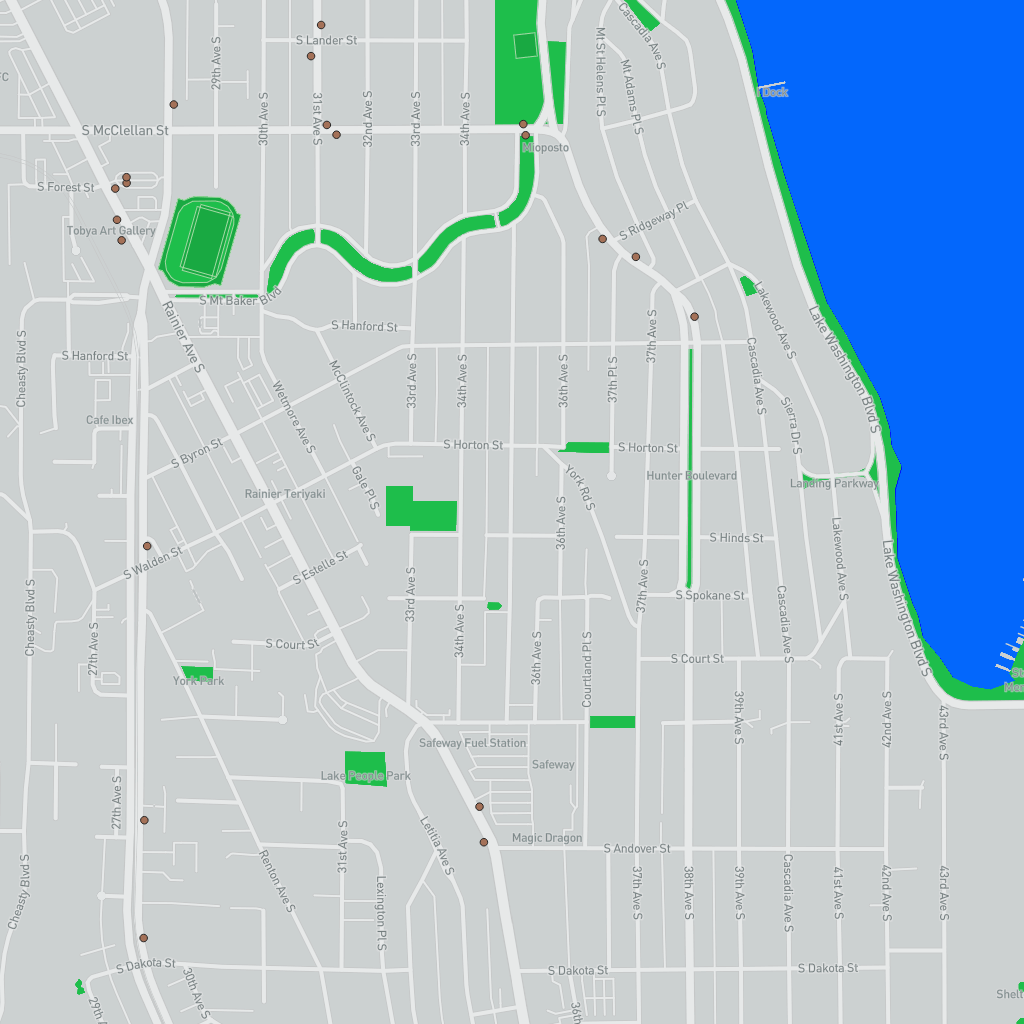 S Lander St
Cascadia Ave S
29th Ave S
30th Ave S
31st Ave S
32nd Ave S
33rd Ave S
34th Ave S
Mt St Helens Pl S
Mt Adams Pl S
FC
Dock
S McClellan St
Mioposto
S Forest St
Tobya Art Gallery
S Ridgeway Pl
S Mt Baker Blvd
Lakewood Ave S
Lake Washington Blvd S
S Hanford St
Rainier Ave S
Cheasty Blvd S
S Hanford St
McClintock Ave S
33rd Ave S
34th Ave S
36th Ave S
37th Pl S
37th Ave S
Cascadia Ave S
Wetmore Ave S
Sierra Dr S
Cafe Ibex
S Byron St
S Horton St
S Horton St
Gale Pl S
York Rd S
Hunter Boulevard
Landing Parkway
Rainier Teriyaki
36th Ave S
Lakewood Ave S
S Hinds St
S Walden St
S Estelle St
Lake Washington Blvd S
37th Ave S
33rd Ave S
S Spokane St
Cascadia Ave S
Cheasty Blvd S
27th Ave S
34th Ave S
36th Ave S
Courtland Pl S
S Court St
S Court St
York Park
39th Ave S
41st Ave S
42nd Ave S
43rd Ave S
Safeway Fuel Station
Safeway
Lake People Park
27th Ave S
31st Ave S
Letitia Ave S
Magic Dragon
S Andover St
Renton Ave S
Lexington Pl S
37th Ave S
38th Ave S
39th Ave S
Cascadia Ave S
41st Ave S
42nd Ave S
43rd Ave S
Cheasty Blvd S
S Dakota St
S Dakota St
S Dakota St
30th Ave S
29th A
36th
Shelt